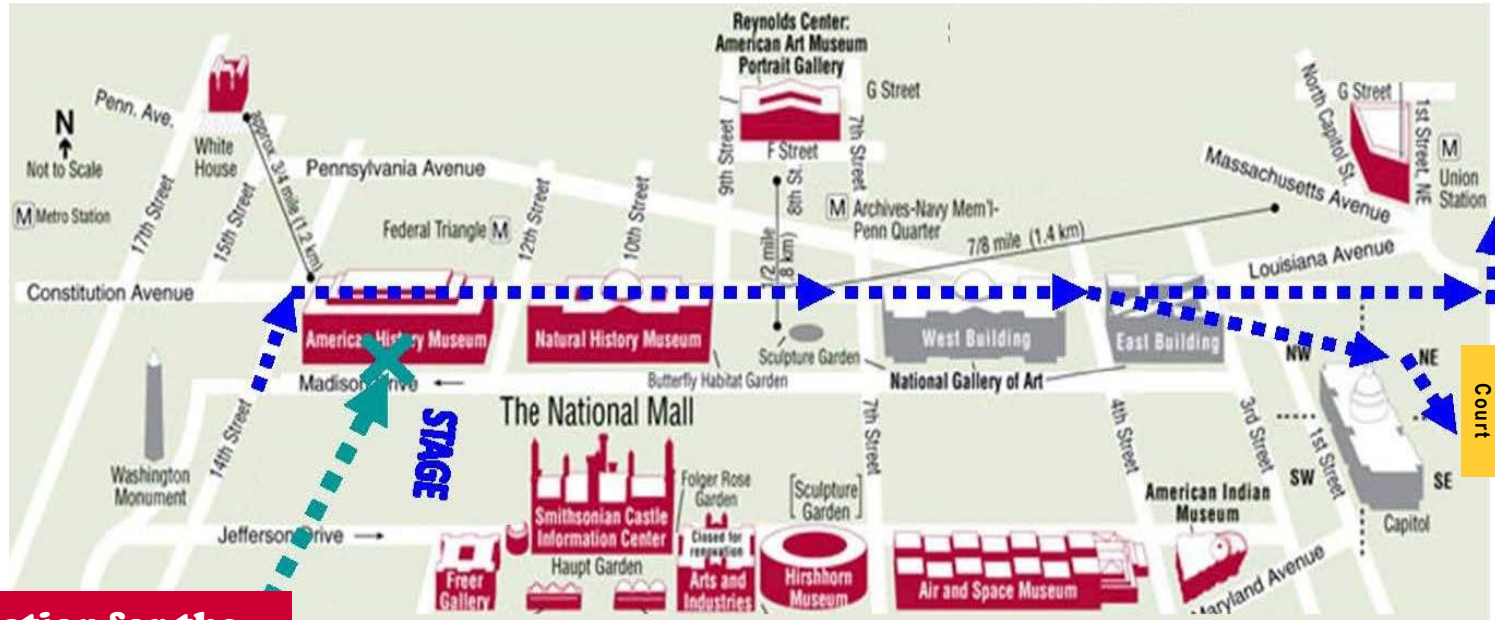 Reynolds Center:
American Art Museum
Portrait Gallery
G Street
9th Street
7th Street
F Street
8th St.
1/2 mile
.8 km)
M Archives-Navy Mem'l-
Penn Quarter
7/8 mile (1.4 km)
North Capitol St.
G Street
1st Street, NE
M
Union
Station
Massachusetts Avenue
Louisiana Avenue
Penn. Ave.
N
Not to Scale
White
House
approx. 3/4 mile (1.2 km)
Pennsylvania Avenue
M Metro Station
17th Street
15th Street
Federal Triangle M
12th Street
10th Street
Constitution Avenue
American History Museum
Natural History Museum
Sculpture Garden
West Building
East Building
National Gallery of Art
Butterfly Habitat Garden
Madison Drive
NW
NE
Court
The National Mall
STAGE
14th Street
Washington
Monument
7th Street
4th Street
3rd Street
1st Street
SW
SE
Capitol
Jefferson Drive
Smithsonian Castle
Information Center
Folger Rose
Garden
Sculpture
Garden
American Indian
Museum
Haupt Garden
Freer
Gallery
Closed for
renovation
Arts and
Industries
Hirshhorn
Museum
Air and Space Museum
Maryland Avenue